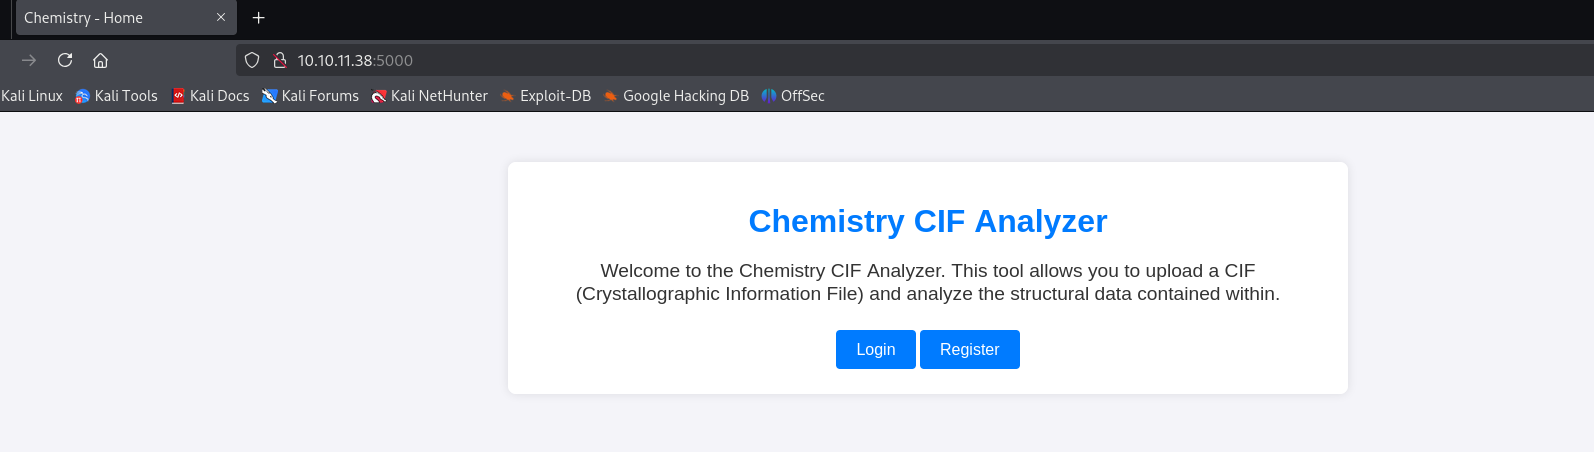 Chemistry - Home
10.10.11.38:5000
Kali Linux Kali Tools Kali Docs Kali Forums Kali NetHunter Exploit-DB Google Hacking DB OffSec
Chemistry CIF Analyzer
Welcome to the Chemistry CIF Analyzer. This tool allows you to upload a CIF
(Crystallographic Information File) and analyze the structural data contained within.
Login Register